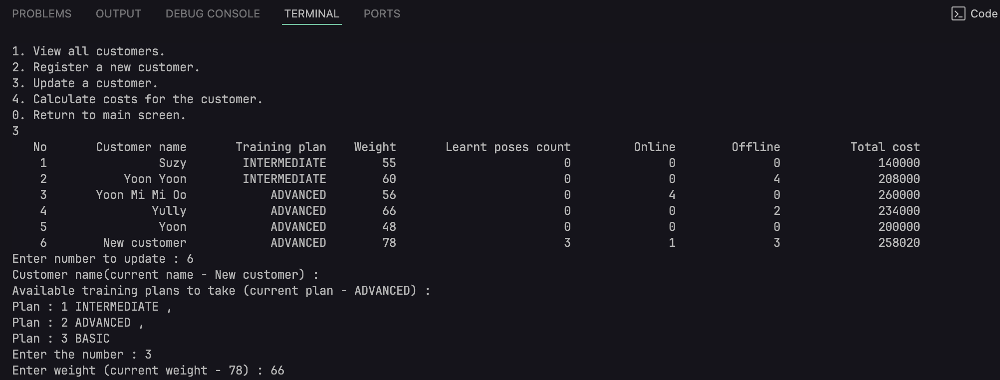 PROBLEMS OUTPUT DEBUG CONSOLE TERMINAL PORTS Code
1. View all customers.
2. Register a new customer.
3. Update a customer.
4. Calculate costs for the customer.
0. Return to main screen.
3
No Customer name Training plan Weight Learnt poses count Online Offline Total cost
1 Suzy INTERMEDIATE 55 0 0 0 140000
2 Yoon Yoon INTERMEDIATE 60 0 0 4 208000
3 Yoon Mi Mi Oo ADVANCED 56 0 4 0 260000
4 Yully ADVANCED 66 0 0 2 234000
5 Yoon ADVANCED 48 0 0 0 200000
6 New customer ADVANCED 78 3 1 3 258020
Enter number to update : 6
Customer name(current name - New customer) :
Available training plans to take (current plan - ADVANCED) :
Plan : 1 INTERMEDIATE ,
Plan : 2 ADVANCED ,
Plan : 3 BASIC
Enter the number : 3
Enter weight (current weight - 78) : 66